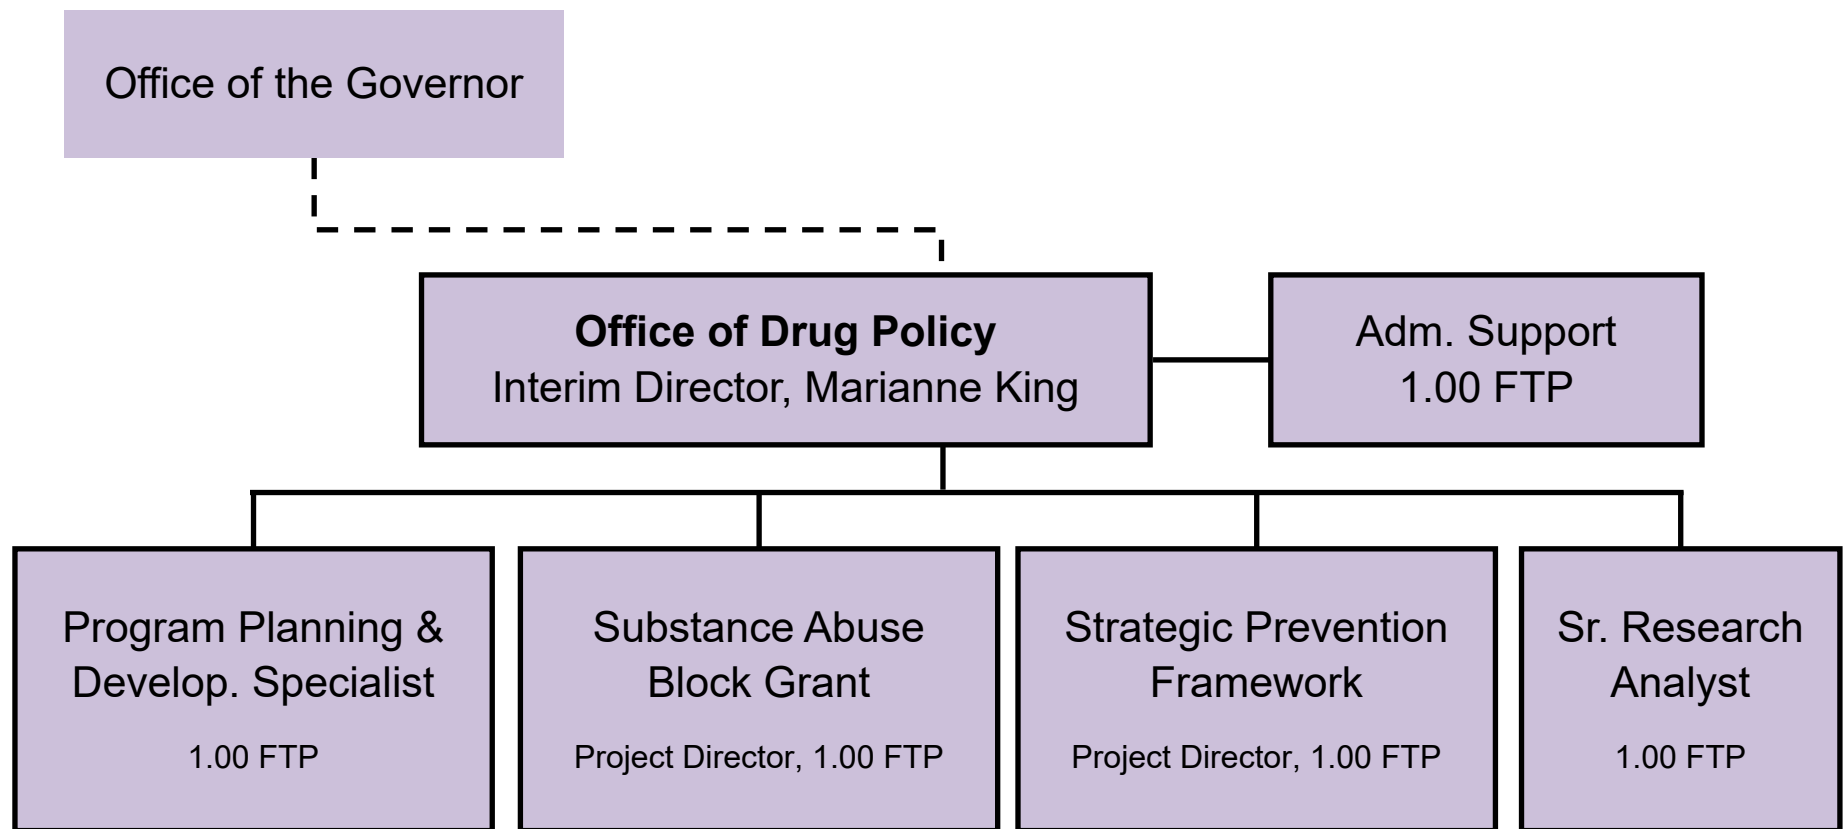 Office of the Governor
Office of Drug Policy
Interim Director, Marianne King
Adm. Support
1.00 FTP
Program Planning &
Develop. Specialist
1.00 FTP
Substance Abuse
Block Grant
Project Director, 1.00 FTP
Strategic Prevention
Framework
Project Director, 1.00 FTP
Sr. Research
Analyst
1.00 FTP